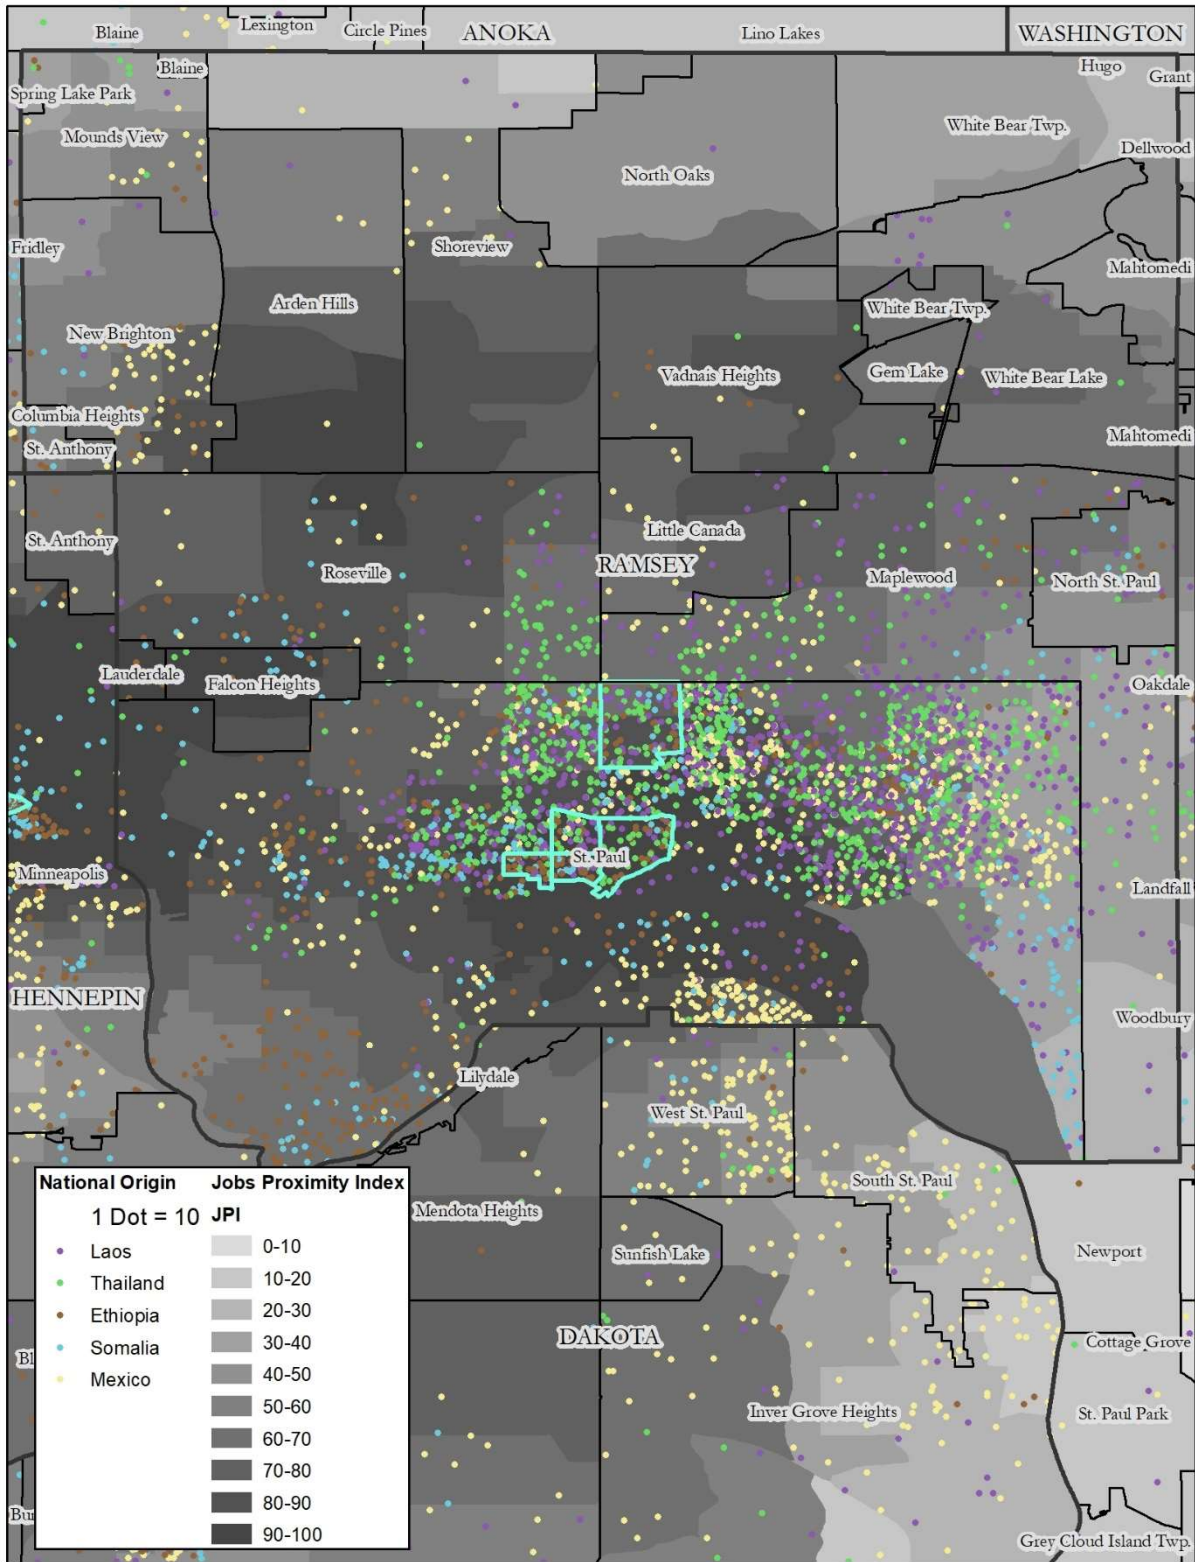 Blaine
Lexington
Circle Pines
ANOKA
Lino Lakes
WASHINGTON
Blaine
Hugo
Grant
Spring Lake Park
Mounds View
White Bear Twp.
Dellwood
North Oaks
Fridley
Shoreview
Mahtomedi
Arden Hills
White Bear Twp.
New Brighton
Vadnais Heights
Gem Lake
White Bear Lake
Columbia Heights
Mahtomedi
St. Anthony
St. Anthony
Little Canada
RAMSEY
Roseville
Maplewood
North St. Paul
Lauderdale
Falcon Heights
Oakdale
St. Paul
Minneapolis
Landfall
HENNEPIN
Woodbury
Lilydale
West St. Paul
South St. Paul
Mendota Heights
Sunfish Lake
Newport
DAKOTA
Cottage Grove
Bl
Inver Grove Heights
St. Paul Park
Bu
Grey Cloud Island Twp.
National Origin
1 Dot = 10
Laos
Thailand
Ethiopia
Somalia
Mexico
Jobs Proximity Index
JPI
0-10
10-20
20-30
30-40
40-50
50-60
60-70
70-80
80-90
90-100